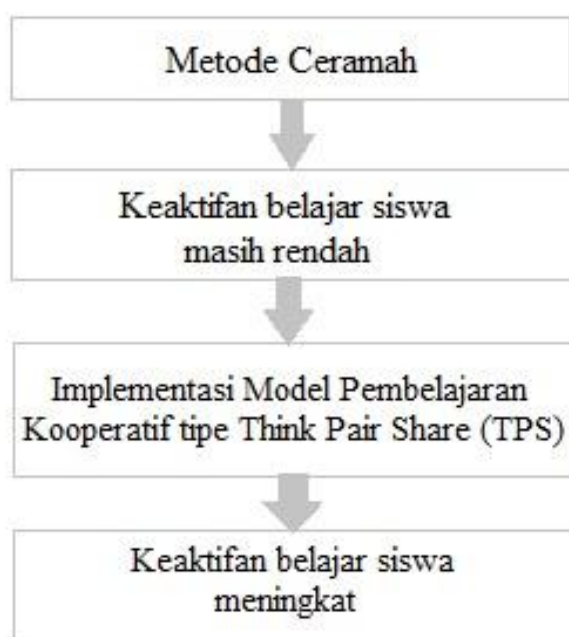 Metode Ceramah
Keaktifan belajar siswa
masih rendah
Implementasi Model Pembelajaran
Kooperatif tipe Think Pair Share (TPS)
Keaktifan belajar siswa
meningkat